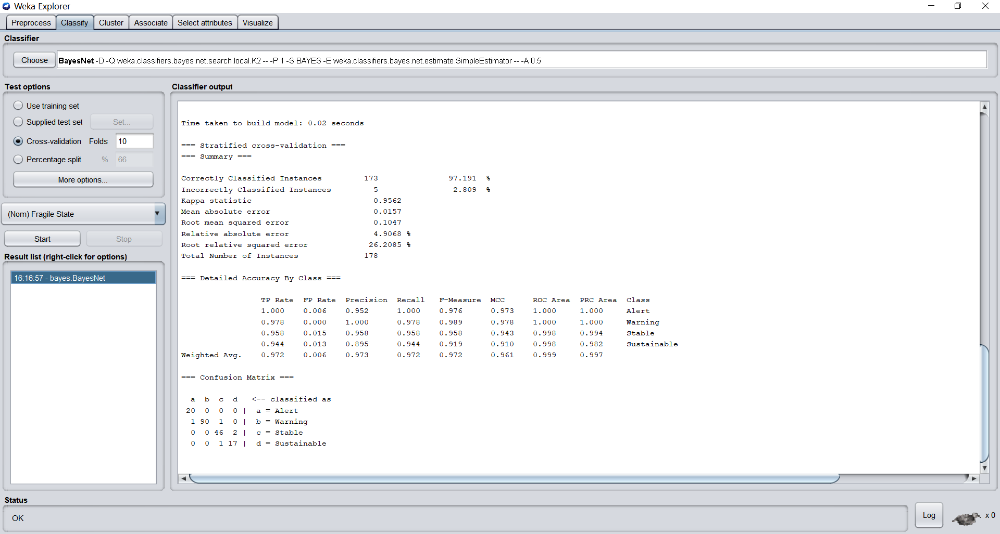 Weka Explorer
Preprocess Classify Cluster Associate Select attributes Visualize
Classifier
Choose BayesNet -D -Q weka.classifiers.bayes.net.search.local.K2 -- -P 1 -S BAYES -E weka.classifiers.bayes.net.estimate.SimpleEstimator -- -A 0.5
Test options
Use training set
Supplied test set Set...
Cross-validation Folds 10
Percentage split % 66
More options...
(Nom) Fragile State
Start Stop
Result list (right-click for options)
16:16:57 - bayes.BayesNet
Classifier output
Time taken to build model: 0.02 seconds
=== Stratified cross-validation ===
=== Summary ===
Correctly Classified Instances 173 97.191 %
Incorrectly Classified Instances 5 2.809 %
Kappa statistic 0.9562
Mean absolute error 0.0157
Root mean squared error 0.1047
Relative absolute error 4.9068 %
Root relative squared error 26.2085 %
Total Number of Instances 178
=== Detailed Accuracy By Class ===
TP Rate FP Rate Precision Recall F-Measure MCC ROC Area PRC Area Class
1.000 0.006 0.952 1.000 0.976 0.973 1.000 1.000 Alert
0.978 0.000 1.000 0.978 0.989 0.978 1.000 1.000 Warning
0.958 0.015 0.958 0.958 0.958 0.943 0.998 0.994 Stable
0.944 0.013 0.895 0.944 0.919 0.910 0.998 0.982 Sustainable
Weighted Avg. 0.972 0.006 0.973 0.972 0.972 0.961 0.999 0.997
=== Confusion Matrix ===
a b c d <-- classified as
20 0 0 0 | a = Alert
1 90 1 0 | b = Warning
0 0 46 2 | c = Stable
0 0 1 17 | d = Sustainable
Status
OK
Log x 0